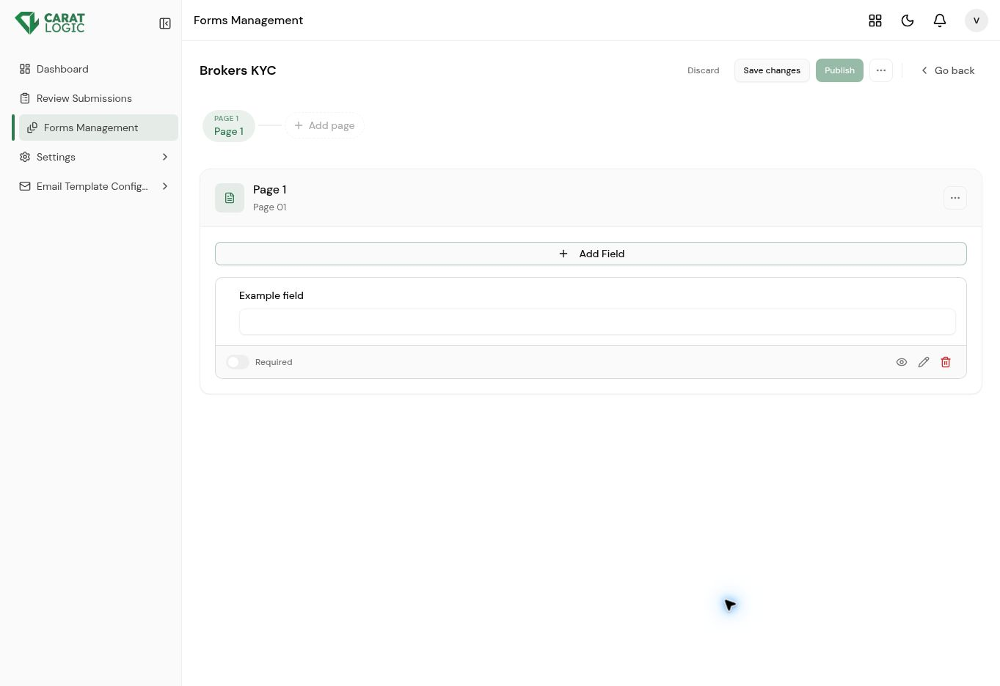 CARAT
LOGIC
Forms Management
V
Dashboard
Review Submissions
Forms Management
Settings
Email Template Config...
Brokers KYC
Discard
Save changes
Publish
Go back
PAGE 1
Page 1
Add page
Page 1
Page 01
Add Field
Example field
Required